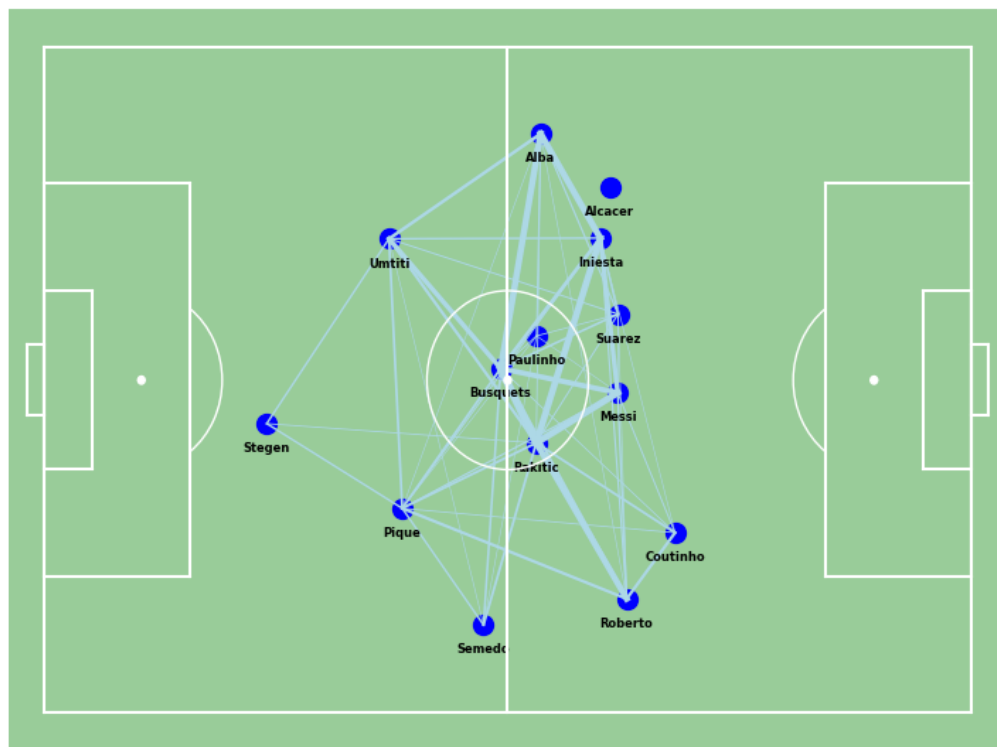 Alba
Alcacer
Umtiti
Iniesta
Suarez
Paulinho
Busquets
Messi
Stegen
Rakitic
Pique
Coutinho
Roberto
Semedo